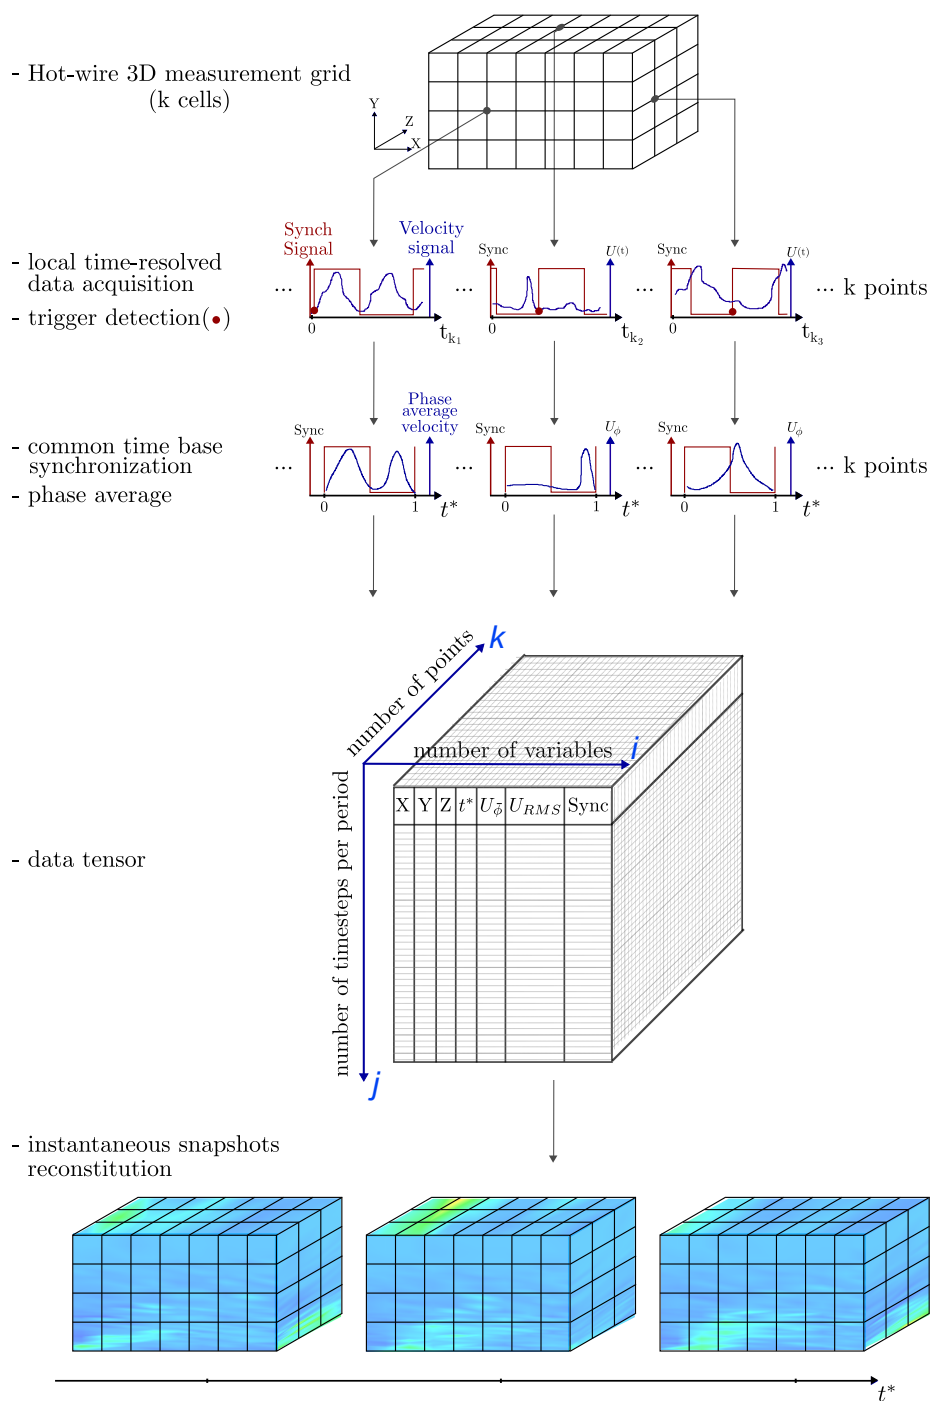 - Hot-wire 3D measurement grid
(k cells)
Y
Z
X
Synch
Signal
Velocity
signal
Sync
U(t)
Sync
U(t)
- local time-resolved
data acquisition
- trigger detection(•)
... ... ... ... k points
0
t_k₁
t_k₂
0
t_k₃
0
Phase
average
velocity
Sync
Sync
U_ϕ
Sync
U_ϕ
- common time base
synchronization
- phase average
... ... ... ... k points
0 1 t*
0 1 t*
0 1 t*
k
number of points
number of variables i
X Y Z t* U_ϕ̄ U_RMS Sync
number of timesteps per period
j
- data tensor
- instantaneous snapshots
reconstitution
t*